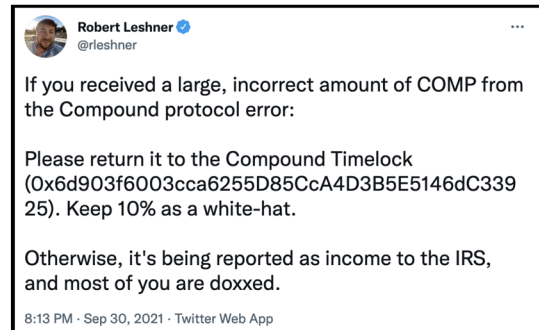 Robert Leshner
@rleshner
If you received a large, incorrect amount of COMP from
the Compound protocol error:
Please return it to the Compound Timelock
(0x6d903f6003cca6255D85CcA4D3B5E5146dC339
25). Keep 10% as a white-hat.
Otherwise, it's being reported as income to the IRS,
and most of you are doxxed.
8:13 PM · Sep 30, 2021 · Twitter Web App